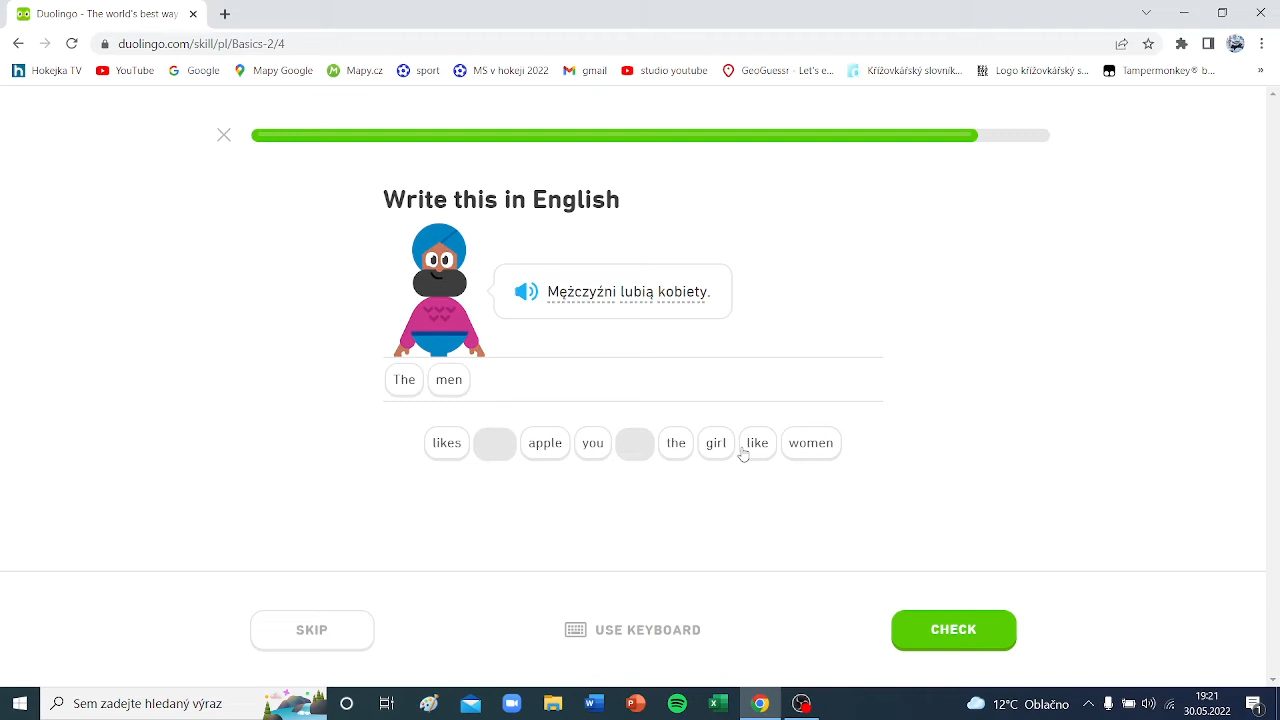 Duolingo - The world's best way
duolingo.com/skill/pl/Basics-2/4
Hokejka TV YouTube Google Mapy Google Mapy.cz sport MS v hokeji 2022 gmail studio youtube GeoGuessr - Let's e... Křížovkářský slovník... Logo křížovkářský s... Tampermonkey® b... »
Write this in English
Mężczyźni lubią kobiety.
The men
likes apple you the girl like women
SKIP USE KEYBOARD CHECK
Sem zadejte hledaný výraz 12°C Oblačno 19:21
30.05.2022